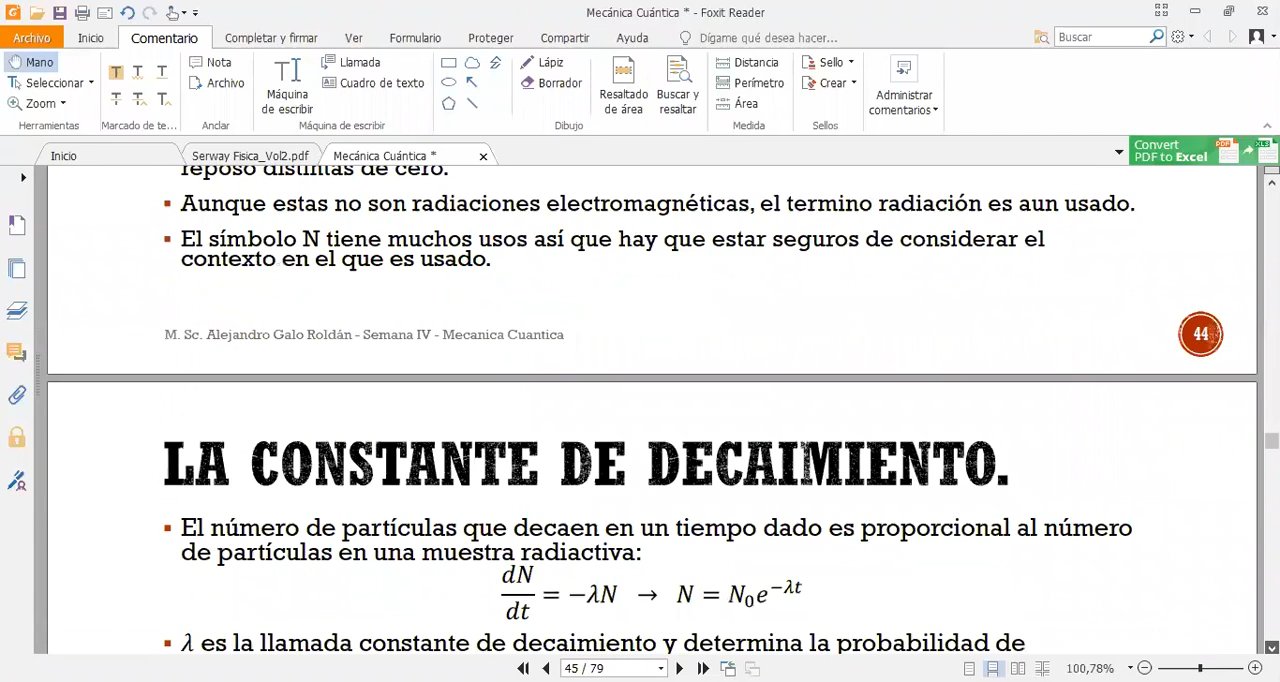 Mecánica Cuántica * - Foxit Reader
Archivo Inicio Comentario Completar y firmar Ver Formulario Proteger Compartir Ayuda Dígame qué desea hacer... Buscar
Mano
Seleccionar
Zoom
Herramientas
Marcado de te...
Nota
Archivo
Anclar
Máquina de escribir
Llamada
Cuadro de texto
Máquina de escribir
Lápiz
Borrador
Dibujo
Resaltado de área
Buscar y resaltar
Distancia
Perímetro
Área
Medida
Sello
Crear
Sellos
Administrar comentarios
Inicio Serway Fisica_Vol2.pdf Mecánica Cuántica *
Convert
PDF to Excel
PDF XLS
reposo distintas de cero.
▪ Aunque estas no son radiaciones electromagnéticas, el termino radiación es aun usado.
▪ El símbolo N tiene muchos usos así que hay que estar seguros de considerar el
contexto en el que es usado.
M. Sc. Alejandro Galo Roldán - Semana IV - Mecanica Cuantica
44
LA CONSTANTE DE DECAIMIENTO.
▪ El número de partículas que decaen en un tiempo dado es proporcional al número
de partículas en una muestra radiactiva:
dN/dt = −λN → N = N₀e^(−λt)
▪ λ es la llamada constante de decaimiento y determina la probabilidad de
45 / 79
100,78%